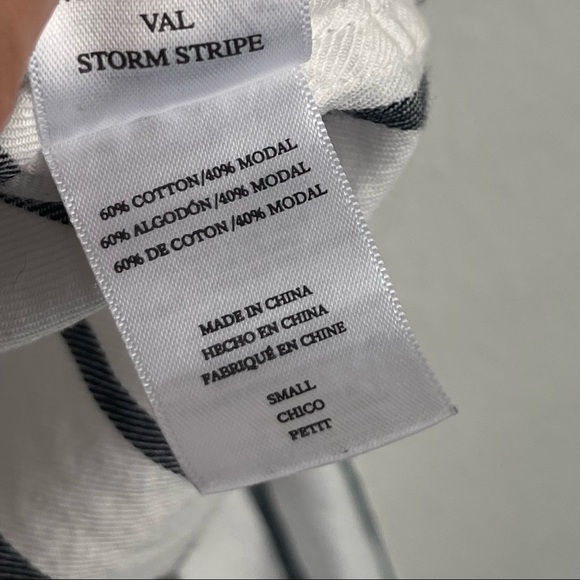 VAL
STORM STRIPE
60% COTTON/40% MODAL
60% ALGODÓN/40% MODAL
60% DE COTON/40% MODAL
MADE IN CHINA
HECHO EN CHINA
FABRIQUÉ EN CHINE
SMALL
CHICO
PETIT